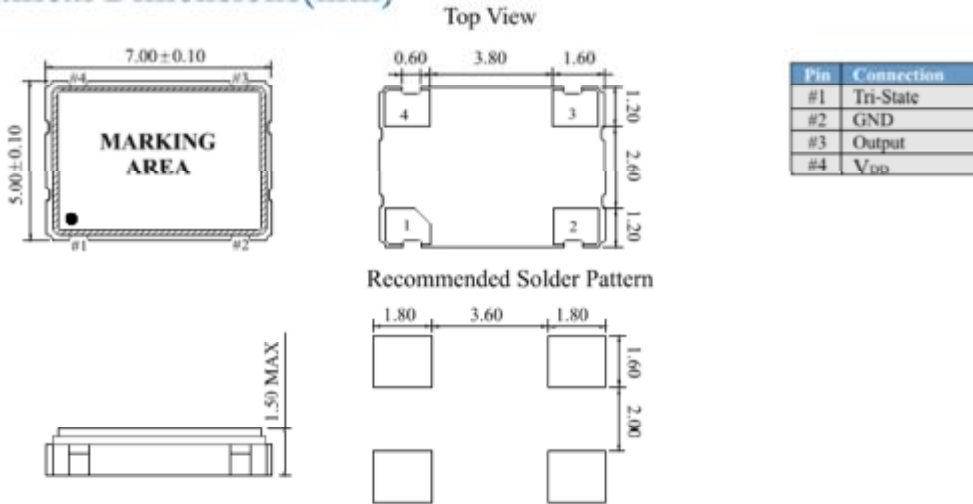 Top View
7.00±0.10
#4
#3
5.00±0.10
MARKING
AREA
#1
#2
0.60
3.80
1.60
4
3
1.20
2.60
1.20
1
2
Pin Connection
#1 Tri-State
#2 GND
#3 Output
#4 VDD
Recommended Solder Pattern
1.80
3.60
1.80
1.60
2.00
1.50 MAX